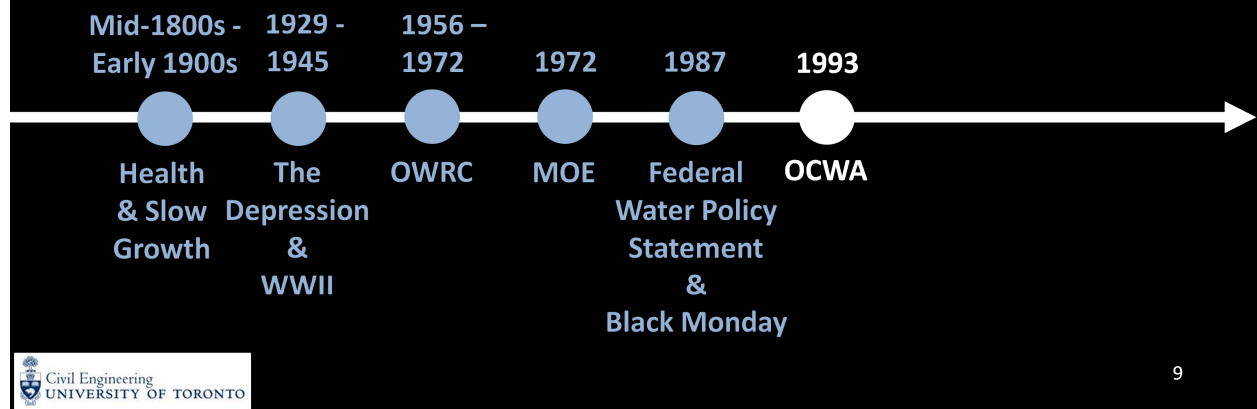 Mid-1800s -
Early 1900s
1929 -
1945
1956 –
1972
1972
1987
1993
Health
& Slow
Growth
The
Depression
&
WWII
OWRC
MOE
Federal
Water Policy
Statement
&
Black Monday
OCWA
Civil Engineering
UNIVERSITY OF TORONTO
9